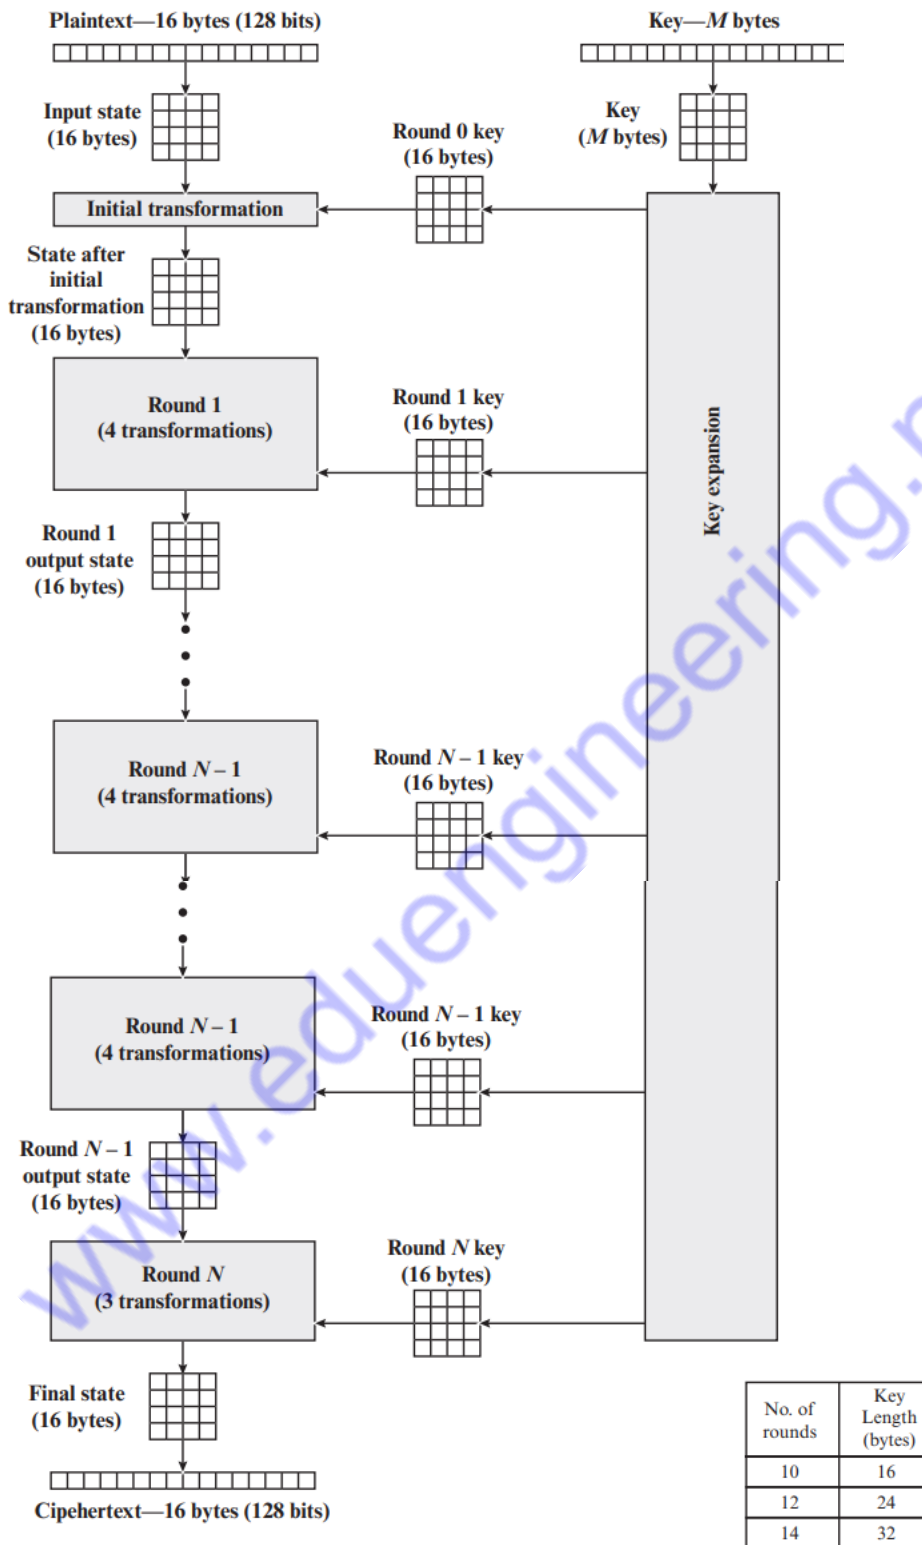 Plaintext—16 bytes (128 bits)
Key—M bytes
Input state
(16 bytes)
Key
(M bytes)
Round 0 key
(16 bytes)
Initial transformation
State after
initial
transformation
(16 bytes)
Round 1
(4 transformations)
Round 1 key
(16 bytes)
Key expansion
Round 1
output state
(16 bytes)
Round N – 1
(4 transformations)
Round N – 1 key
(16 bytes)
Round N – 1
(4 transformations)
Round N – 1 key
(16 bytes)
Round N – 1
output state
(16 bytes)
Round N
(3 transformations)
Round N key
(16 bytes)
Final state
(16 bytes)
Cipehertext—16 bytes (128 bits)
No. of
rounds
Key
Length
(bytes)
10 16
12 24
14 32
www.eduengineering.